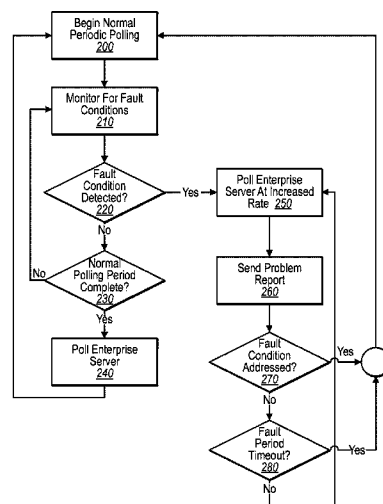 Begin Normal
Periodic Polling
200
Monitor For Fault
Conditions
210
Fault
Condition
Detected?
220
Yes
No
Normal
Polling Period
Complete?
230
No
Yes
Poll Enterprise
Server
240
Poll Enterprise
Server At Increased
Rate 250
Send Problem
Report
260
Fault
Condition
Addressed?
270
Yes
No
Fault
Period
Timeout?
280
Yes
No